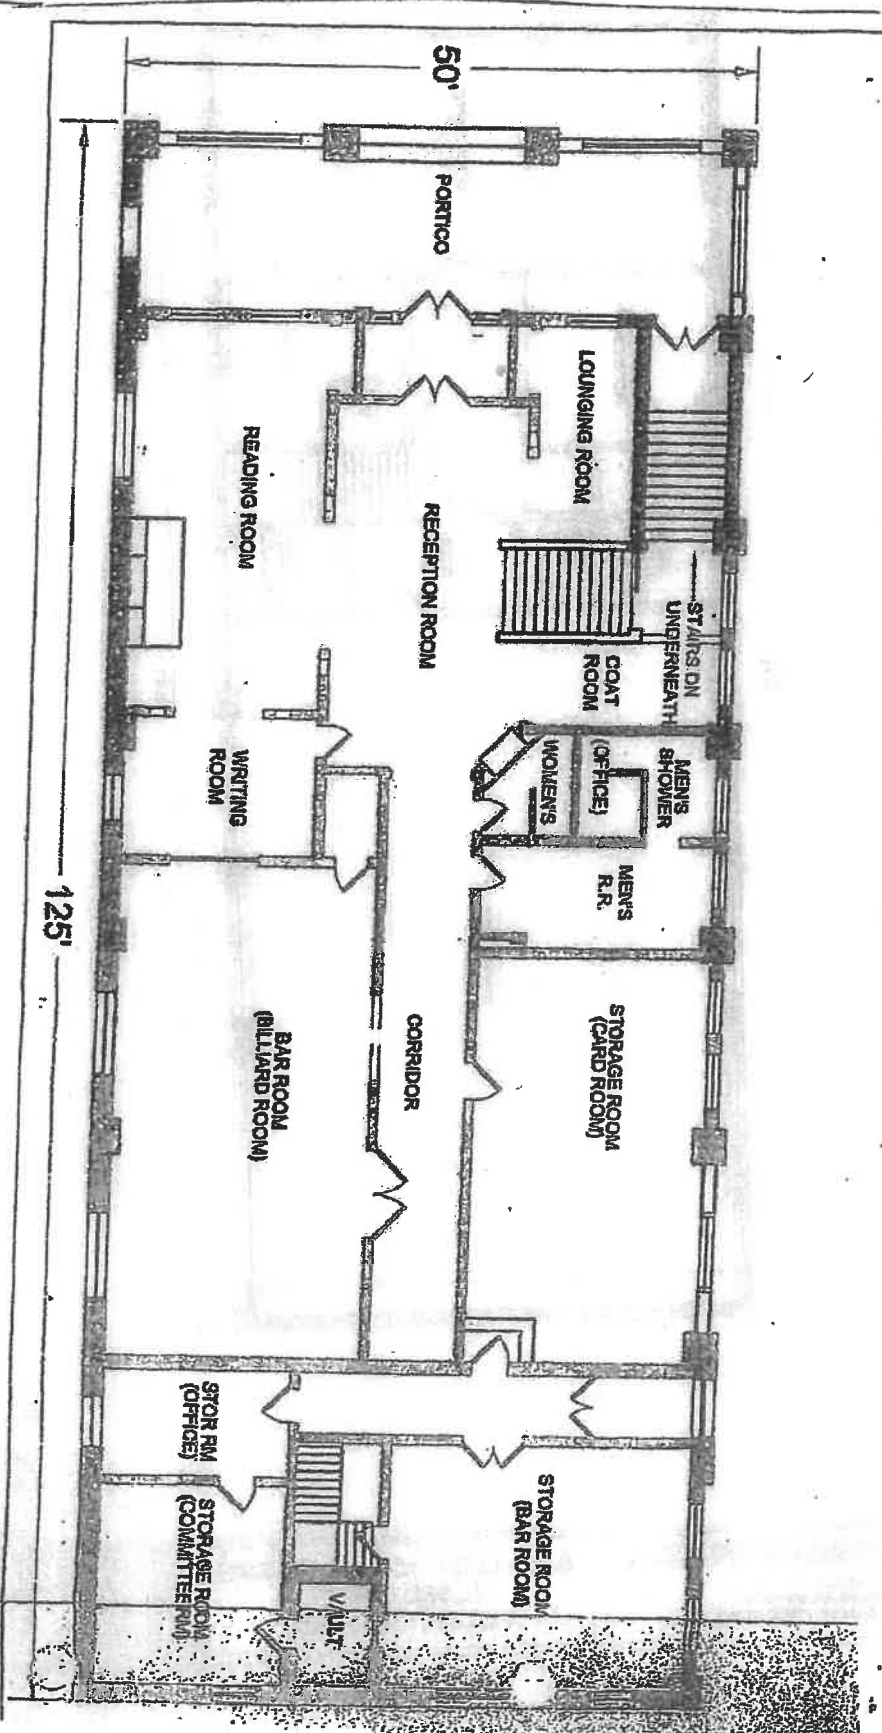 50'
125'
PORTICO
LOUNGING ROOM
READING ROOM
RECEPTION ROOM
STAIRS ON
UNDERNEATH
COAT
ROOM
WRITING
ROOM
WOMEN'S
(OFFICE)
MEN'S
SHOWER
MEN'S
R.R.
CORRIDOR
BAR ROOM
(BILLIARD ROOM)
STORAGE ROOM
(CARD ROOM)
STOR RM
(OFFICE)
STORAGE ROOM
(COMMITTEE RM)
VAULT
STORAGE ROOM
(BAR ROOM)